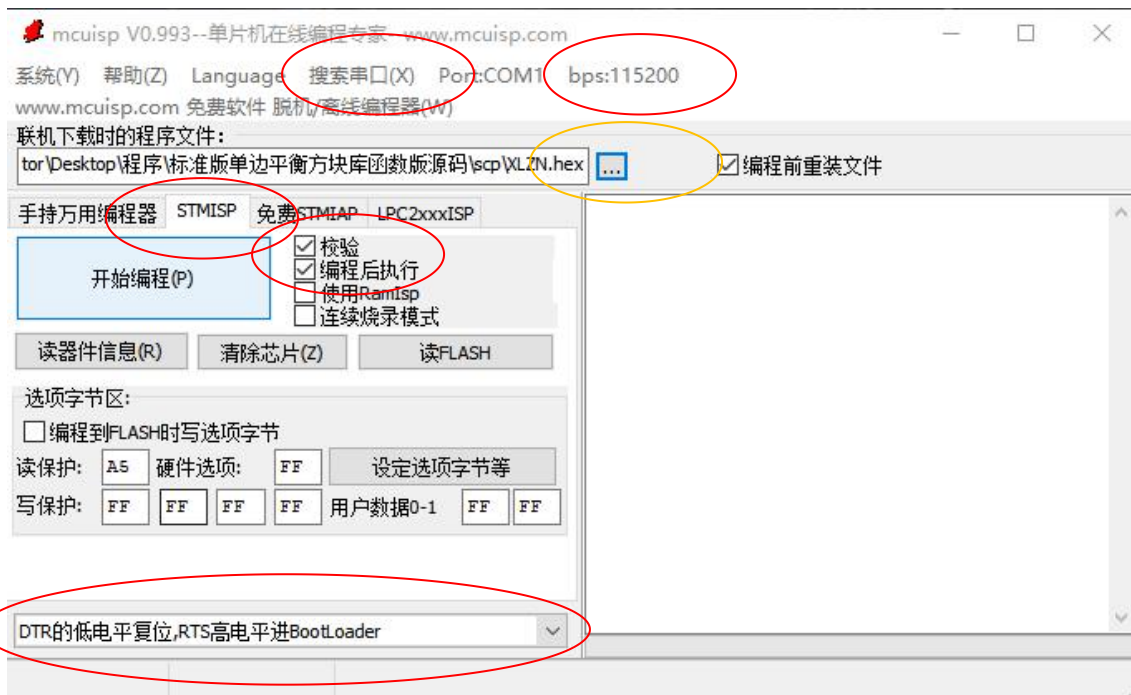 mcuisp V0.993--单片机在线编程专家 www.mcuisp.com
系统(Y) 帮助(Z) Language 搜索串口(X) Port:COM1 bps:115200
www.mcuisp.com 免费软件 脱机/离线编程器(W)
联机下载时的程序文件:
tor\Desktop\程序\标准版单边平衡方块库函数版源码\scp\XLZN.hex ... 编程前重装文件
手持万用编程器 STMISP 免费STMIAP LPC2xxxISP
开始编程(P)
校验
编程后执行
使用RamIsp
连续烧录模式
读器件信息(R) 清除芯片(Z) 读FLASH
选项字节区:
编程到FLASH时写选项字节
读保护: A5 硬件选项: FF 设定选项字节等
写保护: FF FF FF FF 用户数据0-1 FF FF
DTR的低电平复位,RTS高电平进BootLoader